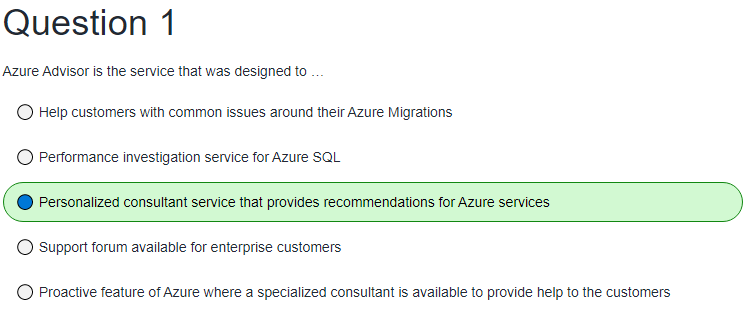 Question 1
Azure Advisor is the service that was designed to ...
Help customers with common issues around their Azure Migrations
Performance investigation service for Azure SQL
Personalized consultant service that provides recommendations for Azure services
Support forum available for enterprise customers
Proactive feature of Azure where a specialized consultant is available to provide help to the customers